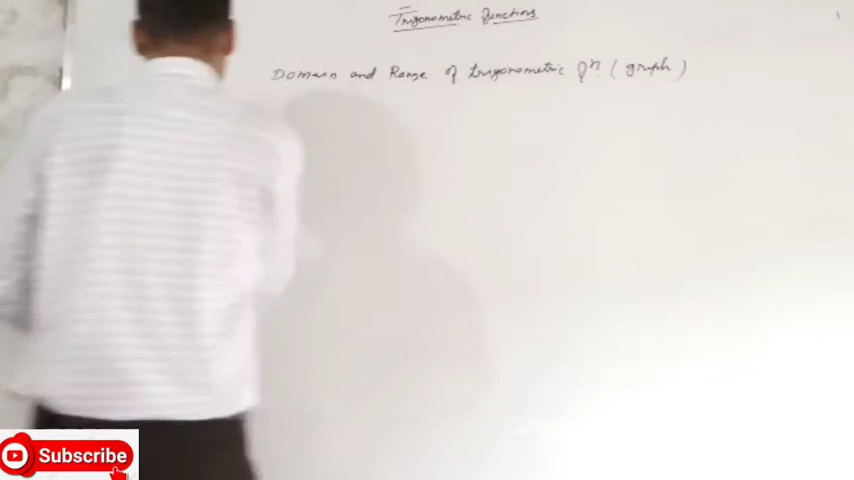 Trigonometric functions
Domain and Range of trigonometric fn. (graph)
Subscribe